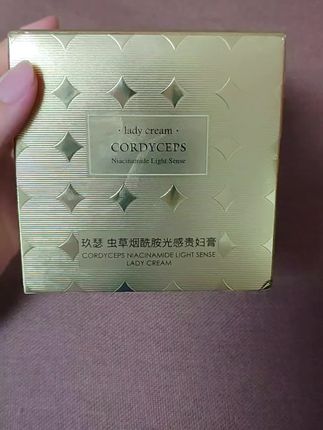 · lady cream ·
CORDYCEPS
Niacinamide Light Sense
玖瑟 虫草烟酰胺光感贵妇膏
CORDYCEPS NIACINAMIDE LIGHT SENSE
LADY CREAM